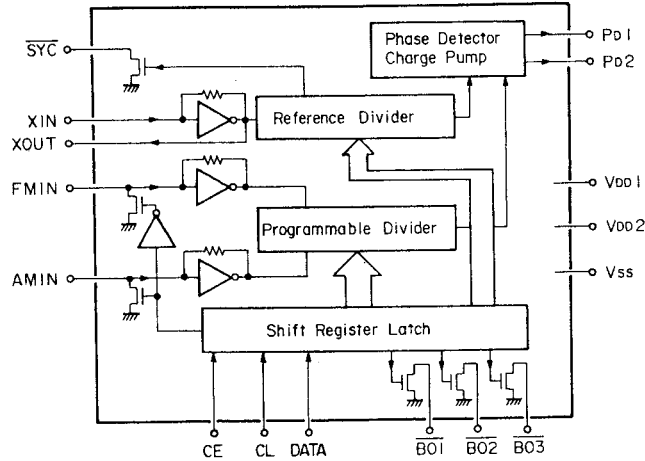 SYC
XIN
XOUT
FMIN
AMIN
Phase Detector
Charge Pump
Reference Divider
Programmable Divider
Shift Register Latch
PD1
PD2
VDD1
VDD2
VSS
CE
CL
DATA
BO1
BO2
BO3